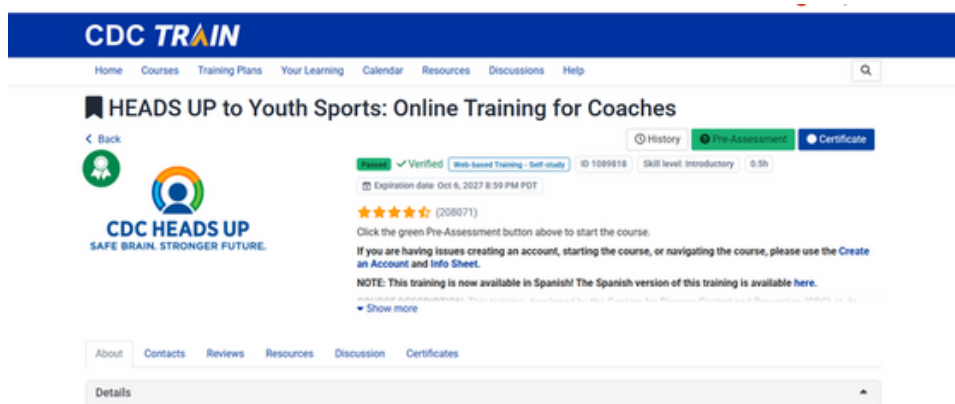 CDC TRAIN
Home Courses Training Plans Your Learning Calendar Resources Discussions Help
HEADS UP to Youth Sports: Online Training for Coaches
Back
History Pre-Assessment Certificate
Passed Verified Web-based Training - Self-study ID 1089818 Skill level: Introductory 0.5h
Expiration date Oct 6, 2027 8:59 PM PDT
(208071)
CDC HEADS UP
SAFE BRAIN. STRONGER FUTURE.
Click the green Pre-Assessment button above to start the course.
If you are having issues creating an account, starting the course, or navigating the course, please use the Create
an Account and Info Sheet.
NOTE: This training is now available in Spanish! The Spanish version of this training is available here.
Show more
About Contacts Reviews Resources Discussion Certificates
Details